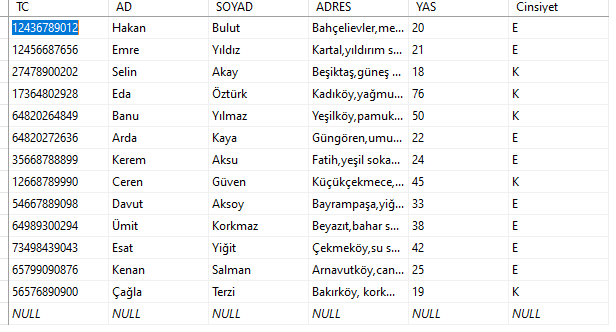 TC AD SOYAD ADRES YAS Cinsiyet
12436789012 Hakan Bulut Bahçelievler,me... 20 E
12456687656 Emre Yıldız Kartal,yıldırım s... 21 E
27478900202 Selin Akay Beşiktaş,güneş ... 18 K
17364802928 Eda Öztürk Kadıköy,yağmu... 76 K
64820264849 Banu Yılmaz Yeşilköy,pamuk... 50 K
64820272636 Arda Kaya Güngören,umu... 22 E
35668788899 Kerem Aksu Fatih,yeşil soka... 24 E
12668789990 Ceren Güven Küçükçekmece,... 45 K
54667889098 Davut Aksoy Bayrampaşa,yiğ... 33 E
64989300294 Ümit Korkmaz Beyazıt,bahar s... 38 E
73498439043 Esat Yiğit Çekmeköy,su s... 42 E
65799090876 Kenan Salman Arnavutköy,can... 25 E
56576890900 Çağla Terzi Bakırköy, kork... 19 K
NULL NULL NULL NULL NULL NULL